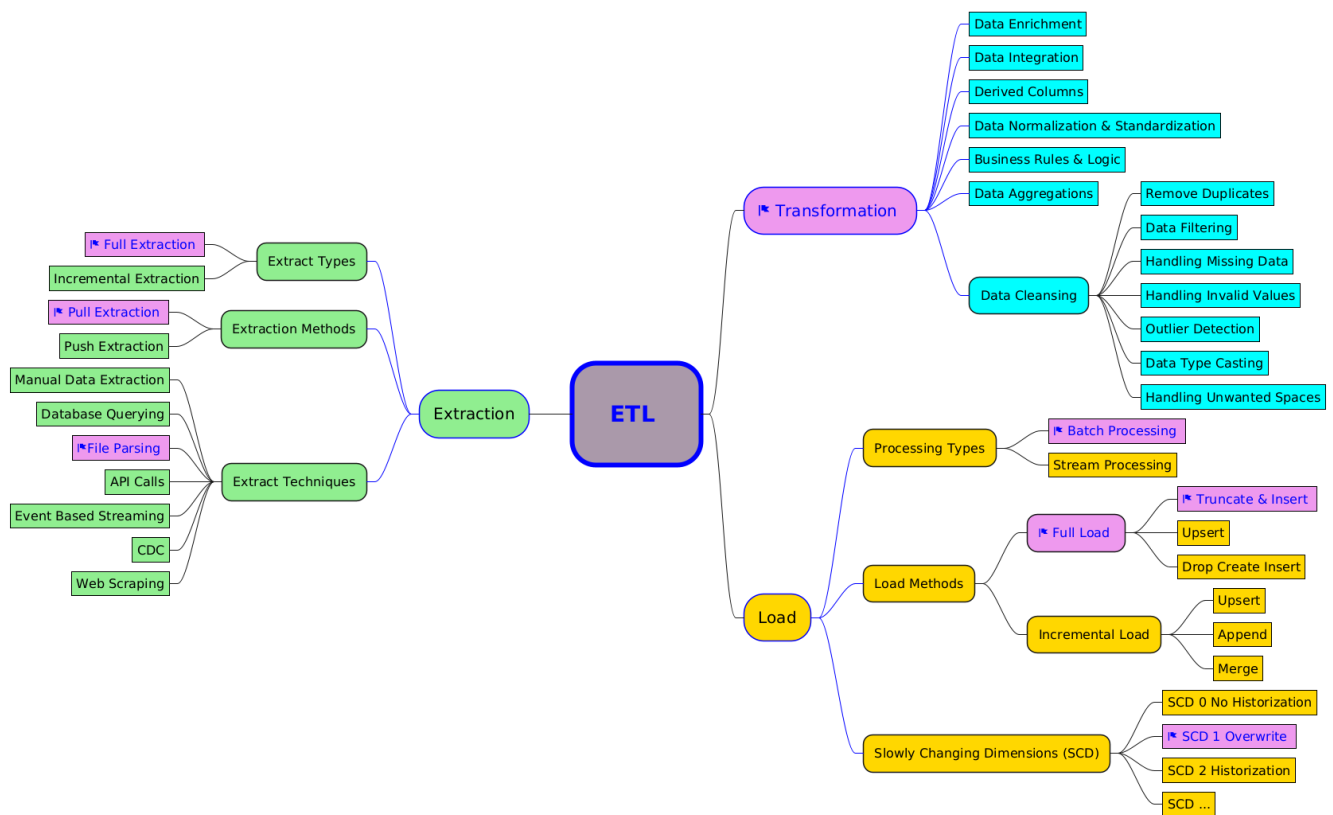 ETL
Extraction
Extract Types
Full Extraction
Incremental Extraction
Extraction Methods
Pull Extraction
Push Extraction
Extract Techniques
Manual Data Extraction
Database Querying
File Parsing
API Calls
Event Based Streaming
CDC
Web Scraping
Transformation
Data Enrichment
Data Integration
Derived Columns
Data Normalization & Standardization
Business Rules & Logic
Data Aggregations
Data Cleansing
Remove Duplicates
Data Filtering
Handling Missing Data
Handling Invalid Values
Outlier Detection
Data Type Casting
Handling Unwanted Spaces
Load
Processing Types
Batch Processing
Stream Processing
Load Methods
Full Load
Truncate & Insert
Upsert
Drop Create Insert
Incremental Load
Upsert
Append
Merge
Slowly Changing Dimensions (SCD)
SCD 0 No Historization
SCD 1 Overwrite
SCD 2 Historization
SCD ...